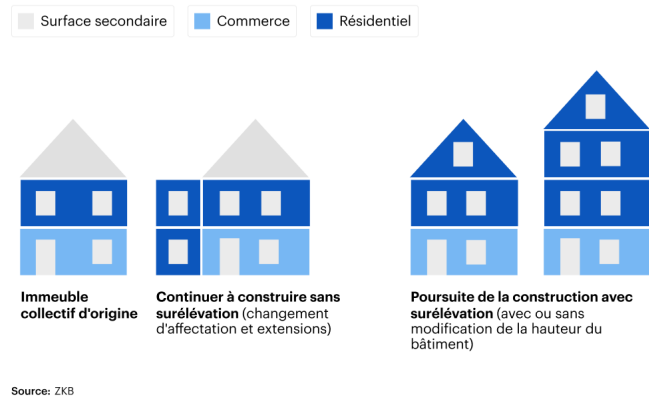 Surface secondaire
Commerce
Résidentiel
Immeuble
collectif d'origine
Continuer à construire sans
surélévation (changement
d'affectation et extensions)
Poursuite de la construction avec
surélévation (avec ou sans
modification de la hauteur du
bâtiment)
Source: ZKB